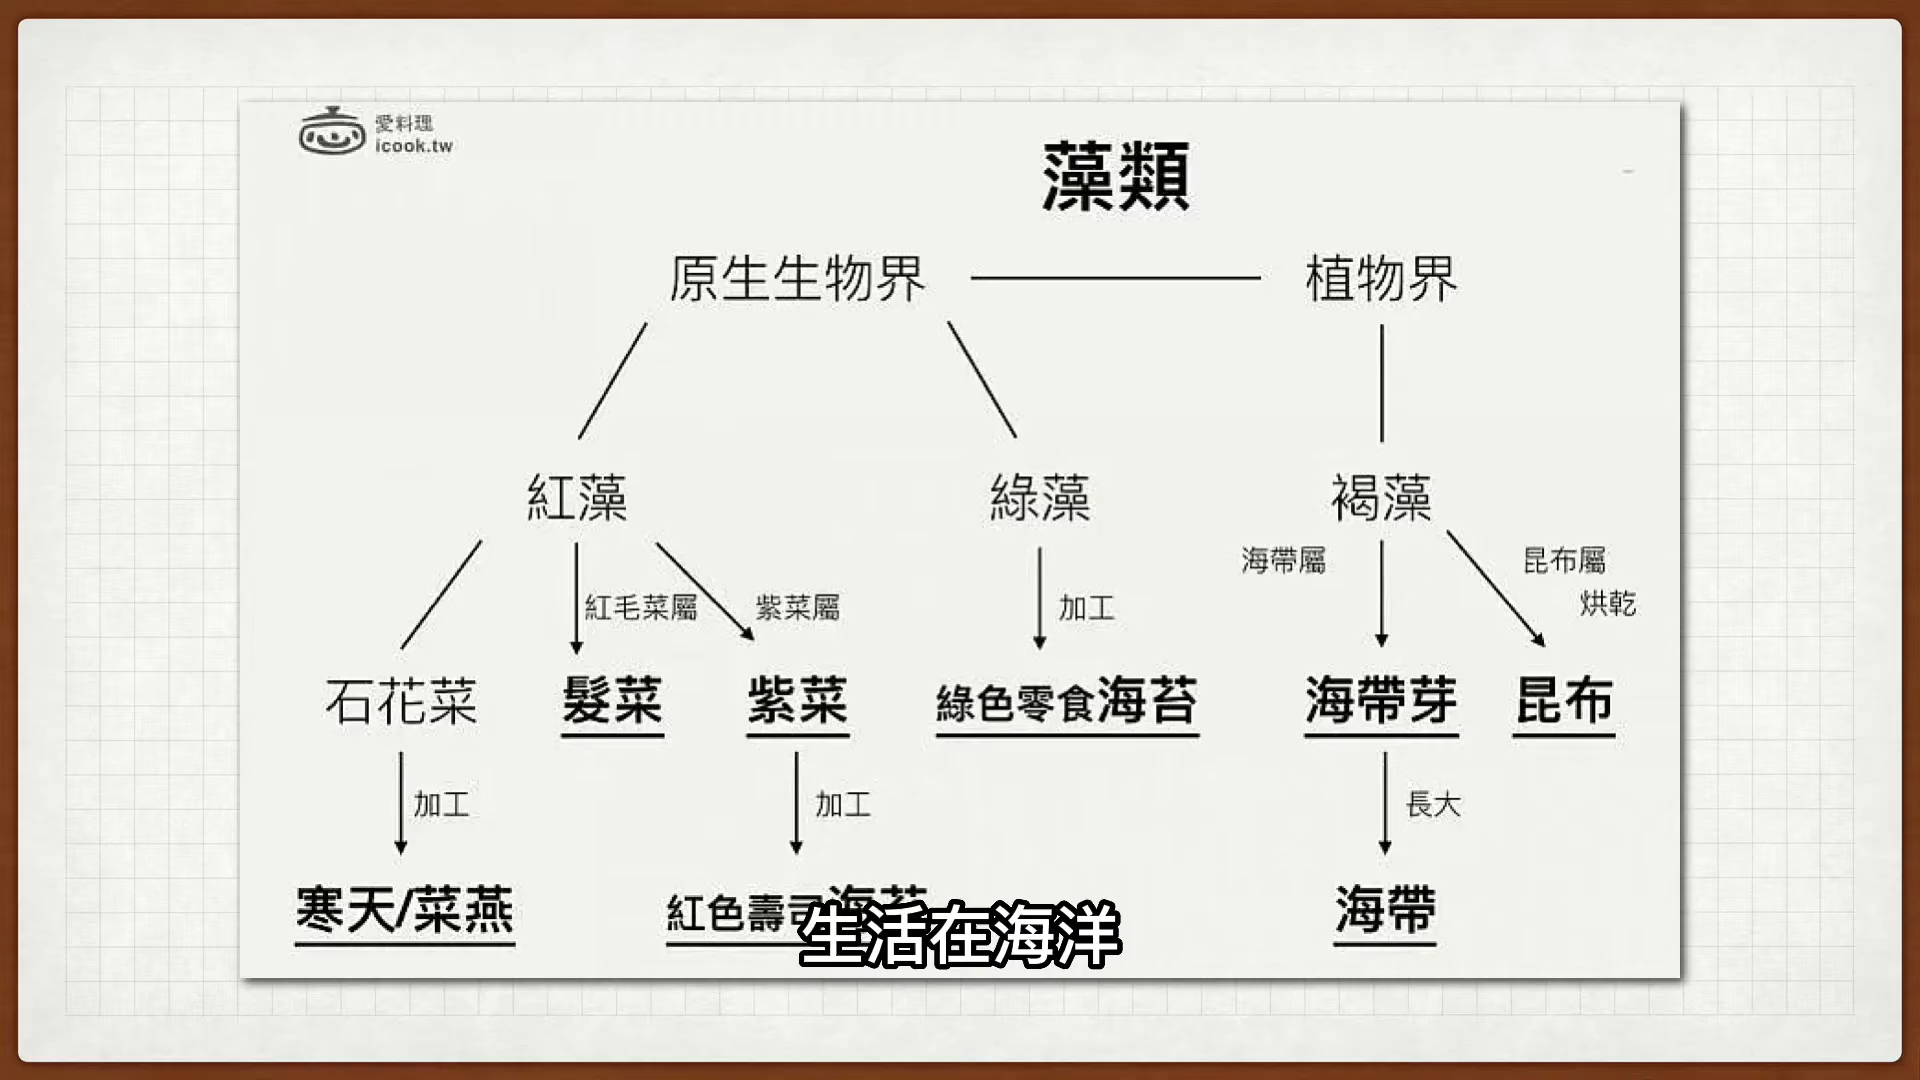 愛料理
icook.tw
藻類
原生生物界
植物界
紅藻
綠藻
褐藻
海帶屬
昆布屬
烘乾
紅毛菜屬
紫菜屬
加工
石花菜
髮菜
紫菜
綠色零食海苔
海帶芽
昆布
加工
加工
長大
寒天/菜燕
紅色壽司海苔
海帶
生活在海洋